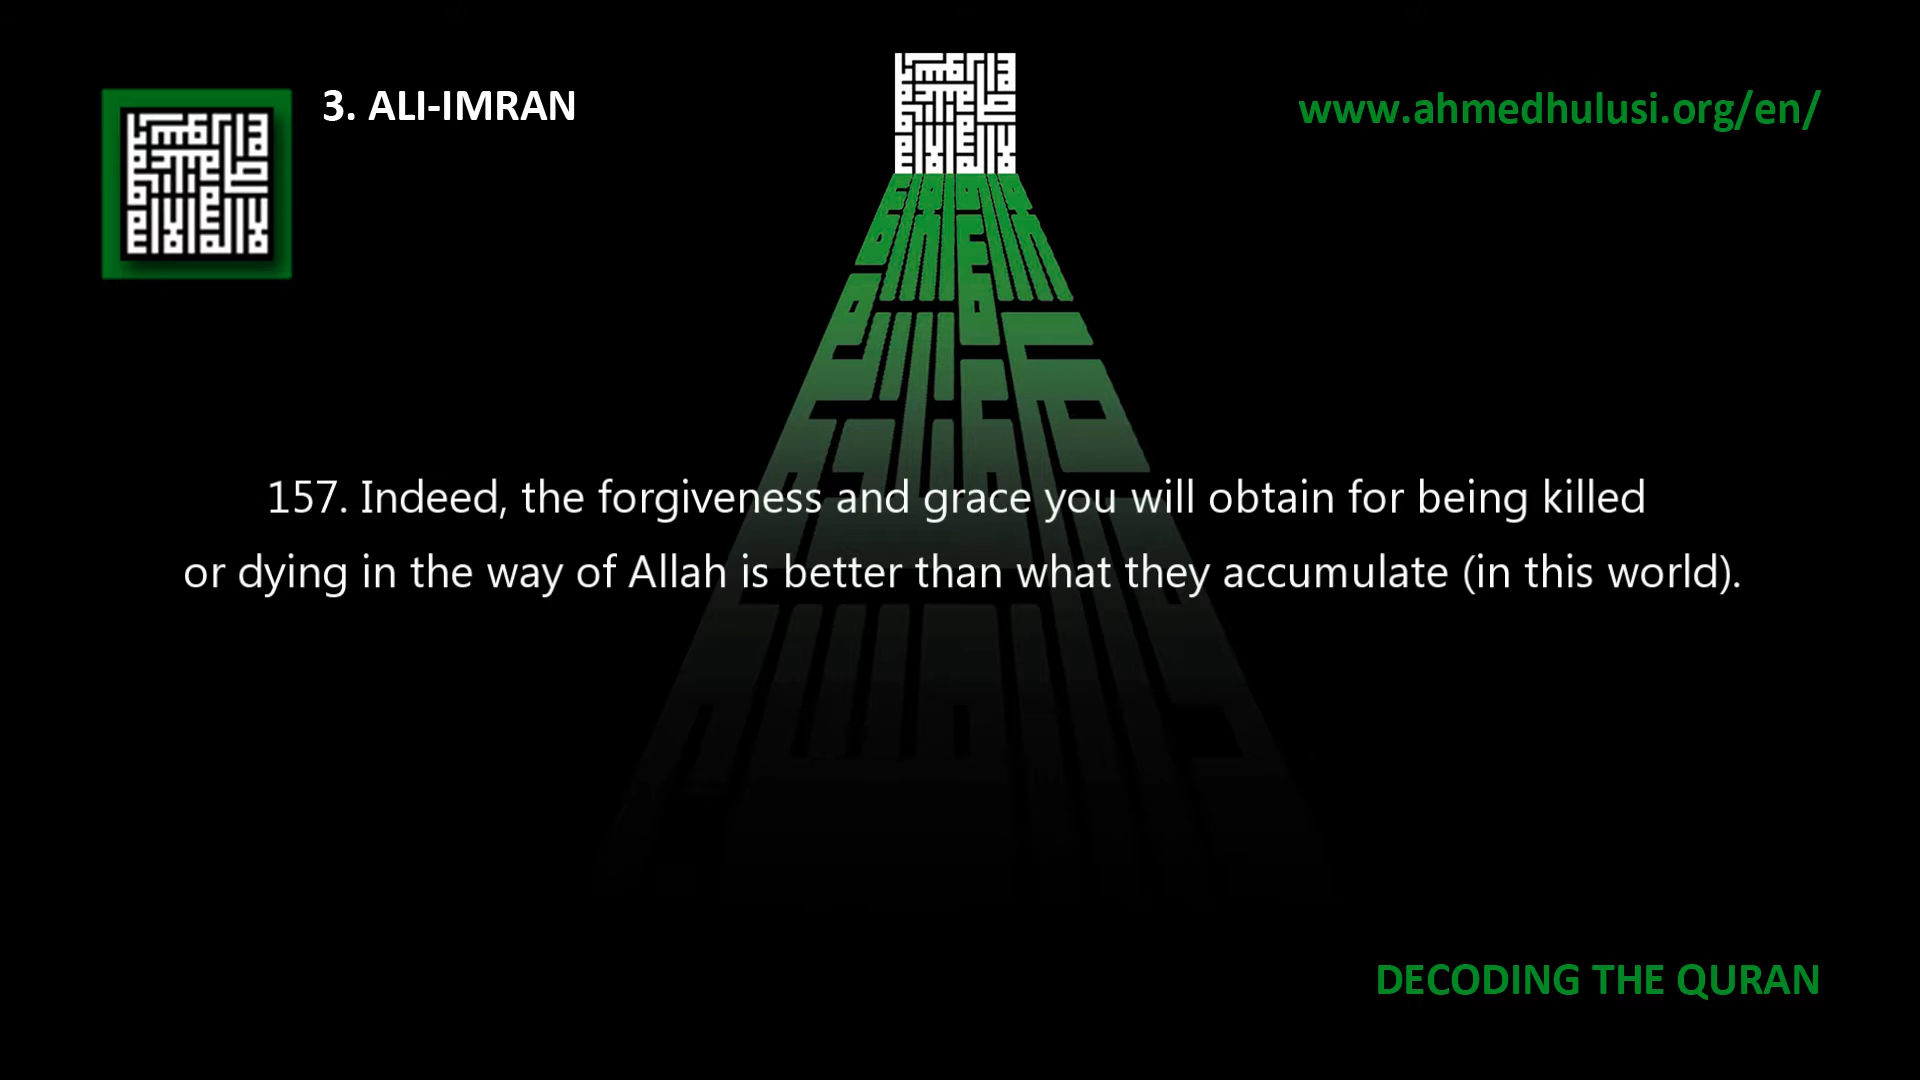 3. ALI-IMRAN
www.ahmedhulusi.org/en/
157. Indeed, the forgiveness and grace you will obtain for being killed
or dying in the way of Allah is better than what they accumulate (in this world).
DECODING THE QURAN